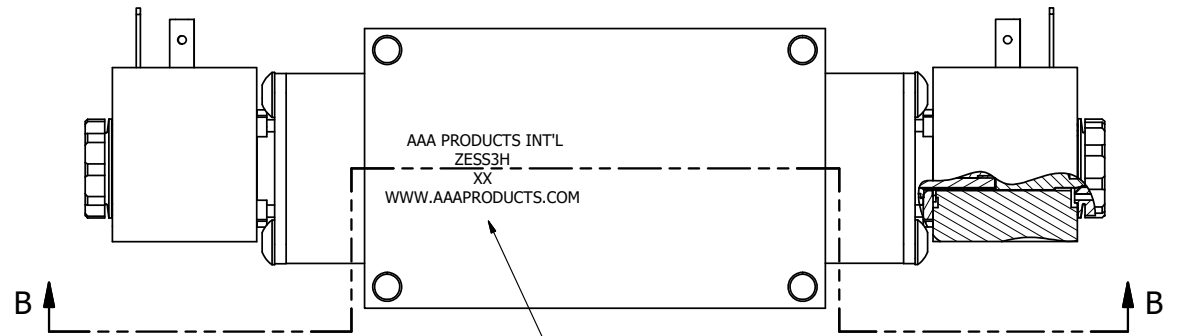 AAA PRODUCTS INT'L
ZESS3H
XX
WWW.AAAPRODUCTS.COM
B B